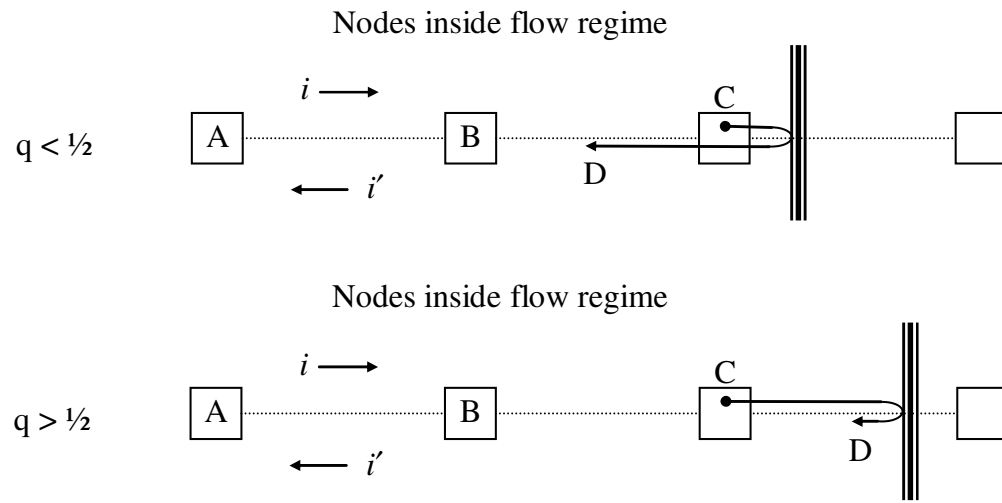 Nodes inside flow regime
i
C
q < ½
A
B
D
i′
Nodes inside flow regime
i
C
q > ½
A
B
D
i′